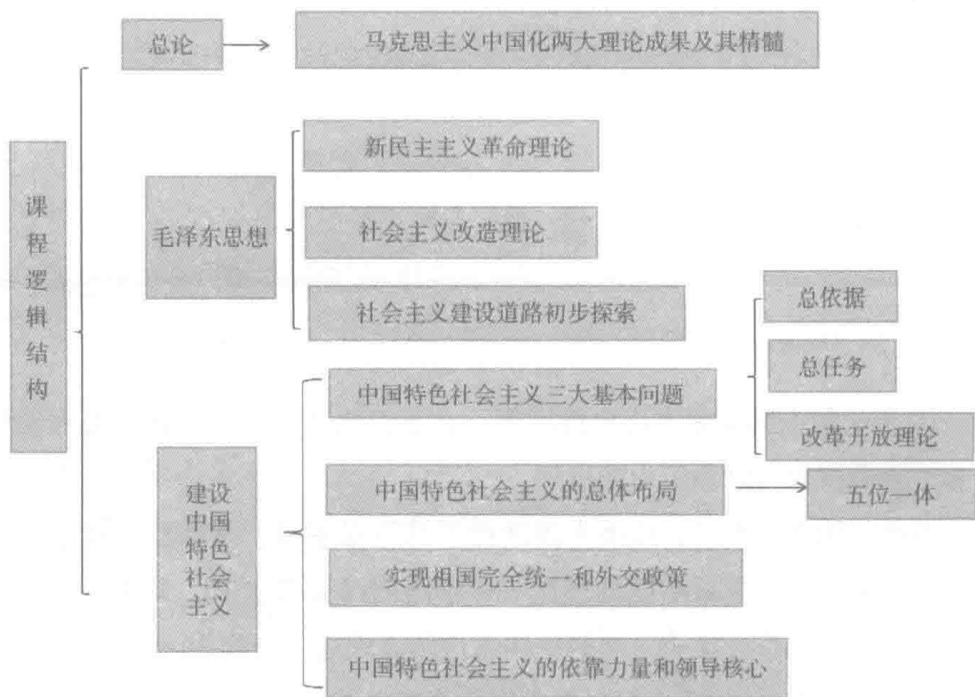 总论
马克思主义中国化两大理论成果及其精髓
课
程
逻
辑
结
构
毛泽东思想
新民主主义革命理论
社会主义改造理论
社会主义建设道路初步探索
建设
中国
特色
社会
主义
中国特色社会主义三大基本问题
总依据
总任务
改革开放理论
中国特色社会主义的总体布局
五位一体
实现祖国完全统一和外交政策
中国特色社会主义的依靠力量和领导核心